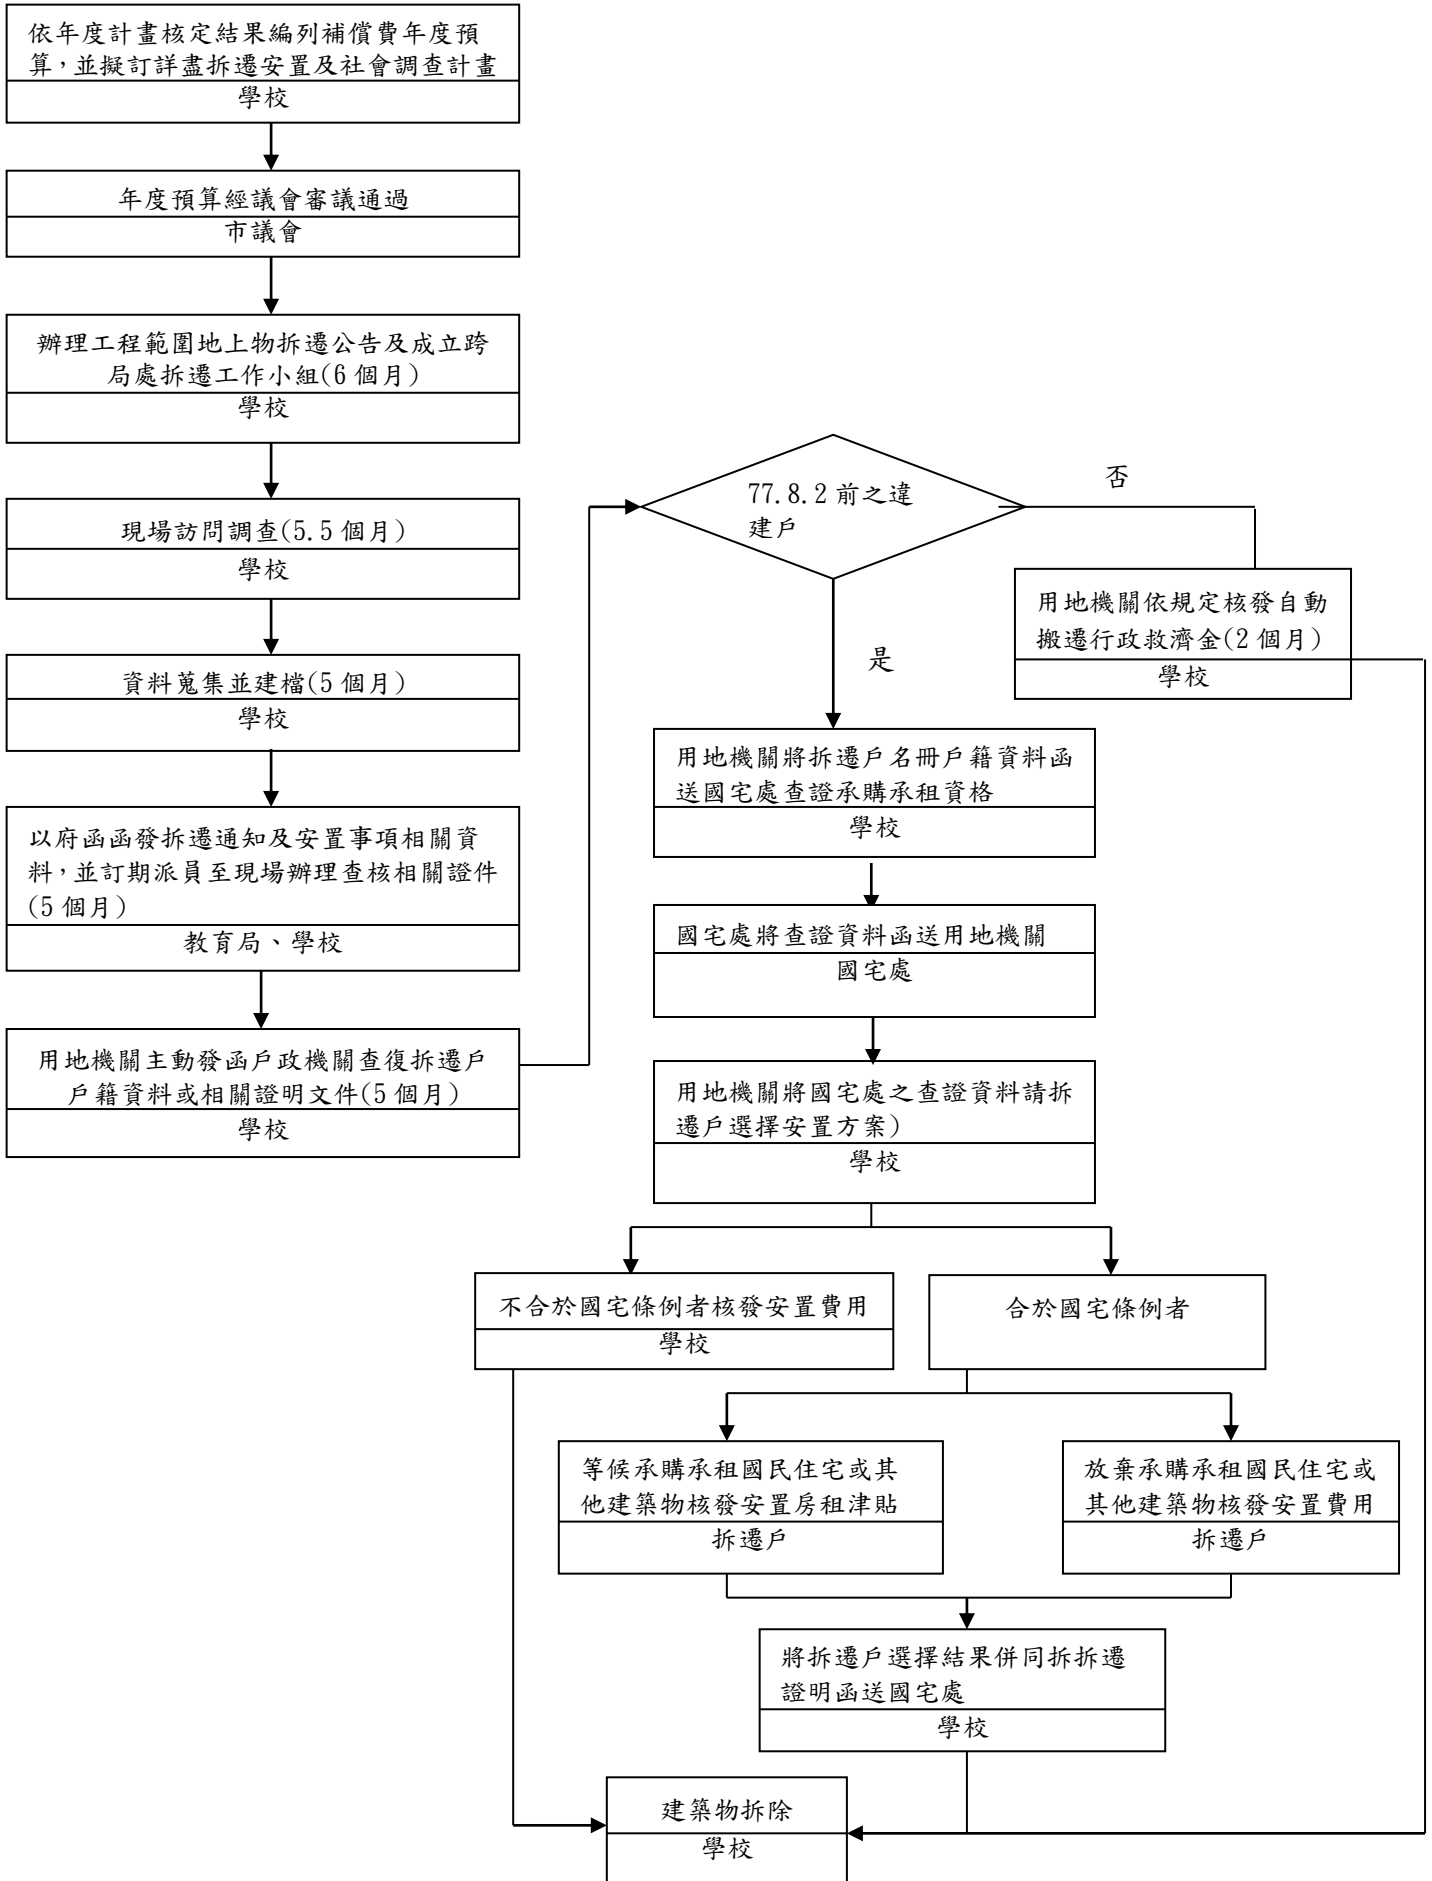 依年度計畫核定結果編列補償費年度預
算，並擬訂詳盡拆遷安置及社會調查計畫
學校
年度預算經議會審議通過
市議會
辦理工程範圍地上物拆遷公告及成立跨
局處拆遷工作小組(6 個月)
學校
現場訪問調查(5.5 個月)
學校
資料蒐集並建檔(5 個月)
學校
以府函函發拆遷通知及安置事項相關資
料，並訂期派員至現場辦理查核相關證件
(5 個月)
教育局、學校
用地機關主動發函戶政機關查復拆遷戶
戶籍資料或相關證明文件(5 個月)
學校
77.8.2 前之違
建戶
否
是
用地機關依規定核發自動
搬遷行政救濟金(2 個月)
學校
用地機關將拆遷戶名冊戶籍資料函
送國宅處查證承購承租資格
學校
國宅處將查證資料函送用地機關
國宅處
用地機關將國宅處之查證資料請拆
遷戶選擇安置方案)
學校
不合於國宅條例者核發安置費用
學校
合於國宅條例者
等候承購承租國民住宅或其
他建築物核發安置房租津貼
拆遷戶
放棄承購承租國民住宅或
其他建築物核發安置費用
拆遷戶
將拆遷戶選擇結果併同拆拆遷
證明函送國宅處
學校
建築物拆除
學校